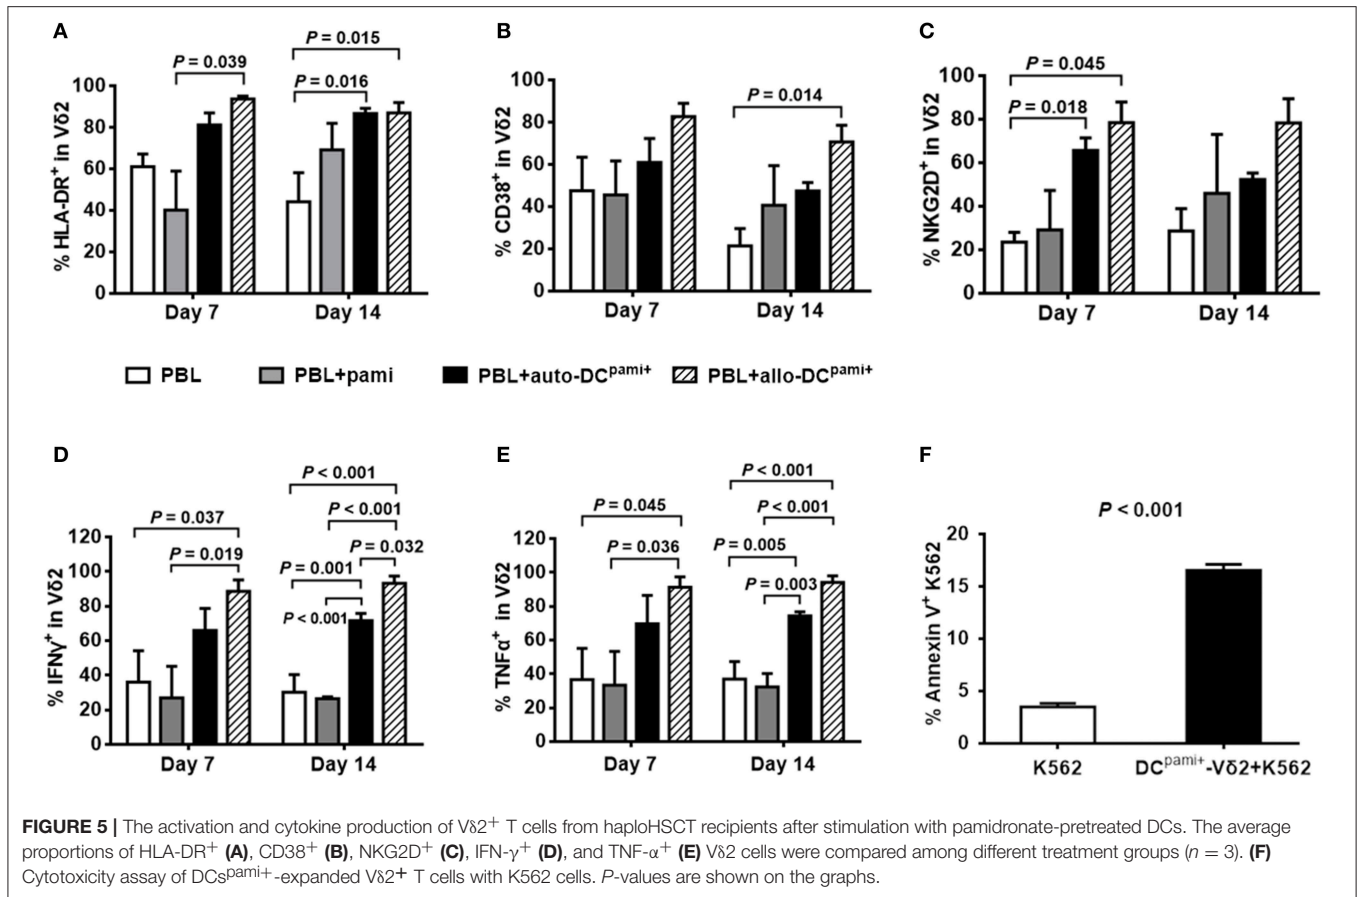 A
P = 0.015
P = 0.039
P = 0.016
% HLA-DR⁺ in Vδ2
100
80
60
40
20
0
Day 7
Day 14
B
P = 0.014
% CD38⁺ in Vδ2
80
60
40
20
0
Day 7
Day 14
C
P = 0.045
P = 0.018
% NKG2D⁺ in Vδ2
100
80
60
40
20
0
Day 7
Day 14
PBL
PBL+pami
PBL+auto-DCᵖᵃᵐⁱ⁺
PBL+allo-DCᵖᵃᵐⁱ⁺
D
P < 0.001
P = 0.037
P < 0.001
P = 0.019
P = 0.032
P = 0.001
P < 0.001
% IFNγ⁺ in Vδ2
120
100
80
60
40
20
0
Day 7
Day 14
E
P < 0.001
P = 0.045
P < 0.001
P = 0.036
P = 0.005
P = 0.003
% TNFα⁺ in Vδ2
120
100
80
60
40
20
0
Day 7
Day 14
F
P < 0.001
% Annexin V⁺ K562
20
15
10
5
0
K562
DCᵖᵃᵐⁱ⁺-Vδ2+K562
FIGURE 5 | The activation and cytokine production of Vδ2⁺ T cells from haploHSCT recipients after stimulation with pamidronate-pretreated DCs. The average
proportions of HLA-DR⁺ (A), CD38⁺ (B), NKG2D⁺ (C), IFN-γ⁺ (D), and TNF-α⁺ (E) Vδ2 cells were compared among different treatment groups (n = 3). (F)
Cytotoxicity assay of DCsᵖᵃᵐⁱ⁺-expanded Vδ2⁺ T cells with K562 cells. P-values are shown on the graphs.